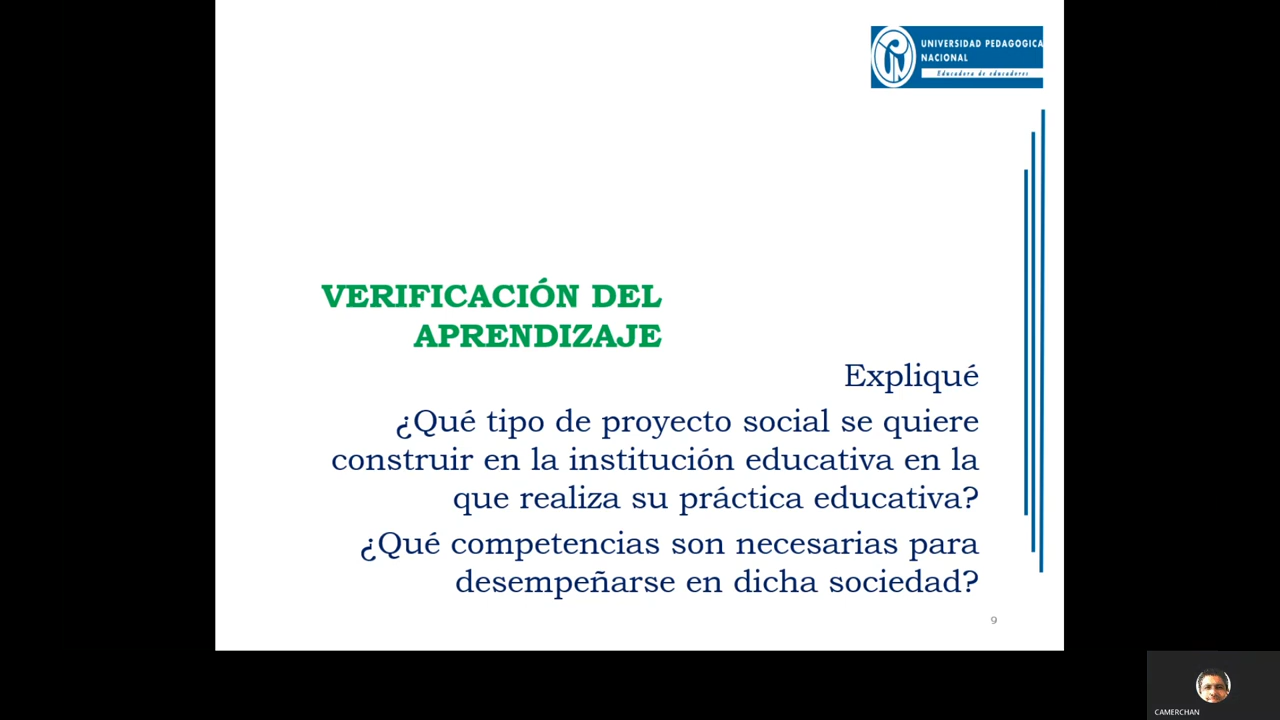 UNIVERSIDAD PEDAGOGICA
NACIONAL
Educadora de educadores
VERIFICACIÓN DEL
APRENDIZAJE
Expliqué
¿Qué tipo de proyecto social se quiere
construir en la institución educativa en la
que realiza su práctica educativa?
¿Qué competencias son necesarias para
desempeñarse en dicha sociedad?
9
CAMERCHAN